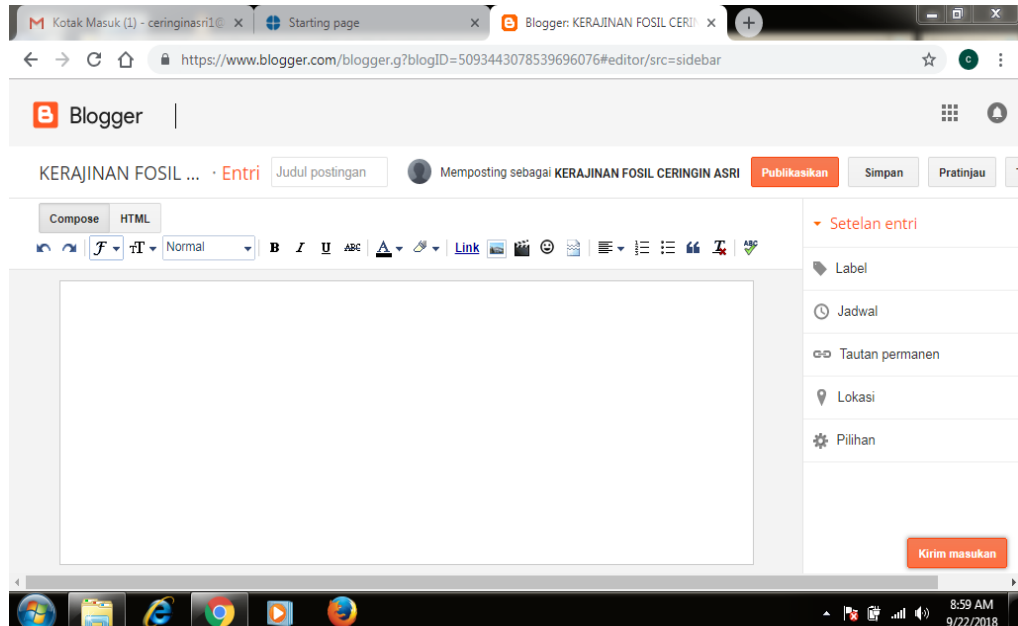 Kotak Masuk (1) - ceringinasri1@
Starting page
Blogger: KERAJINAN FOSIL CERIN
https://www.blogger.com/blogger.g?blogID=5093443078539696076#editor/src=sidebar
C
Blogger
KERAJINAN FOSIL ... · Entri Judul postingan Memposting sebagai KERAJINAN FOSIL CERINGIN ASRI Publikasikan Simpan Pratinjau
Compose HTML
Normal B I U ABC A Link ABC
Setelan entri
Label
Jadwal
Tautan permanen
Lokasi
Pilihan
Kirim masukan
8:59 AM
9/22/2018